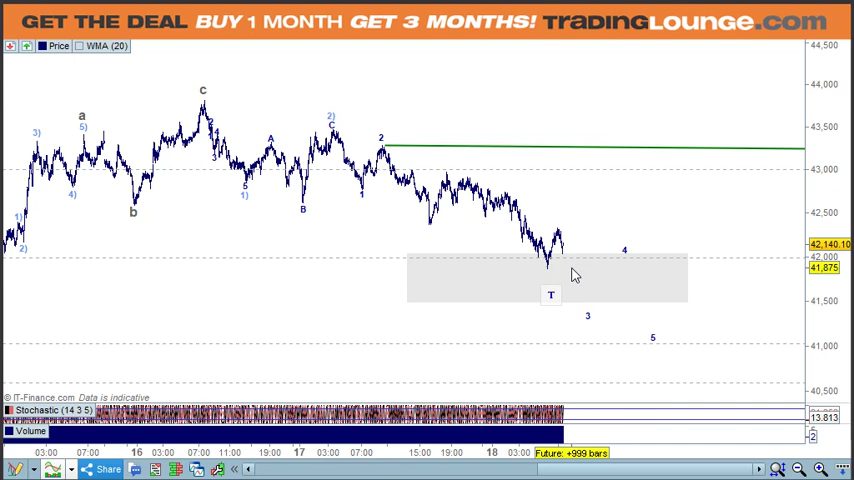 GET THE DEAL BUY 1 MONTH GET 3 MONTHS! TRADINGLOUNGE.com
Price WMA (20)
44,500
44,000
43,500
43,000
42,500
42,140.10
42,000
41,875
41,500
41,000
40,500
c
a
5)
3)
2 4
1
3
A
2)
C
2
1)
4)
5
1)
2)
b
B
1
4
T
3
5
© IT-Finance.com Data is indicative
Stochastic (14 3 5)
13.813
Volume
2
03:00 07:00 16 03:00 07:00 11:00 19:00 17 03:00 07:00 15:00 19:00 18 03:00 Future: +999 bars
Share